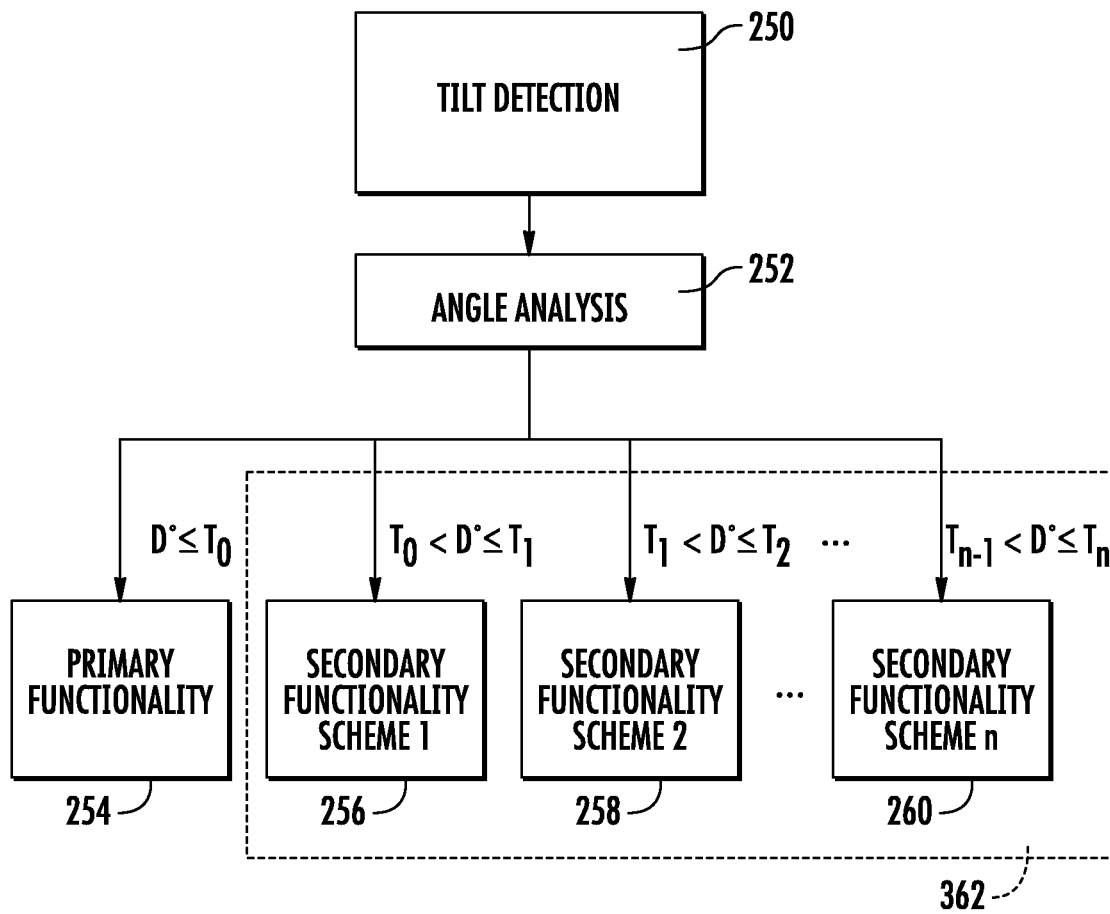 250
TILT DETECTION
252
ANGLE ANALYSIS
D° ≤ T0
T0 < D° ≤ T1
T1 < D° ≤ T2
...
Tn-1 < D° ≤ Tn
PRIMARY
FUNCTIONALITY
SECONDARY
FUNCTIONALITY
SCHEME 1
SECONDARY
FUNCTIONALITY
SCHEME 2
...
SECONDARY
FUNCTIONALITY
SCHEME n
254
256
258
260
362